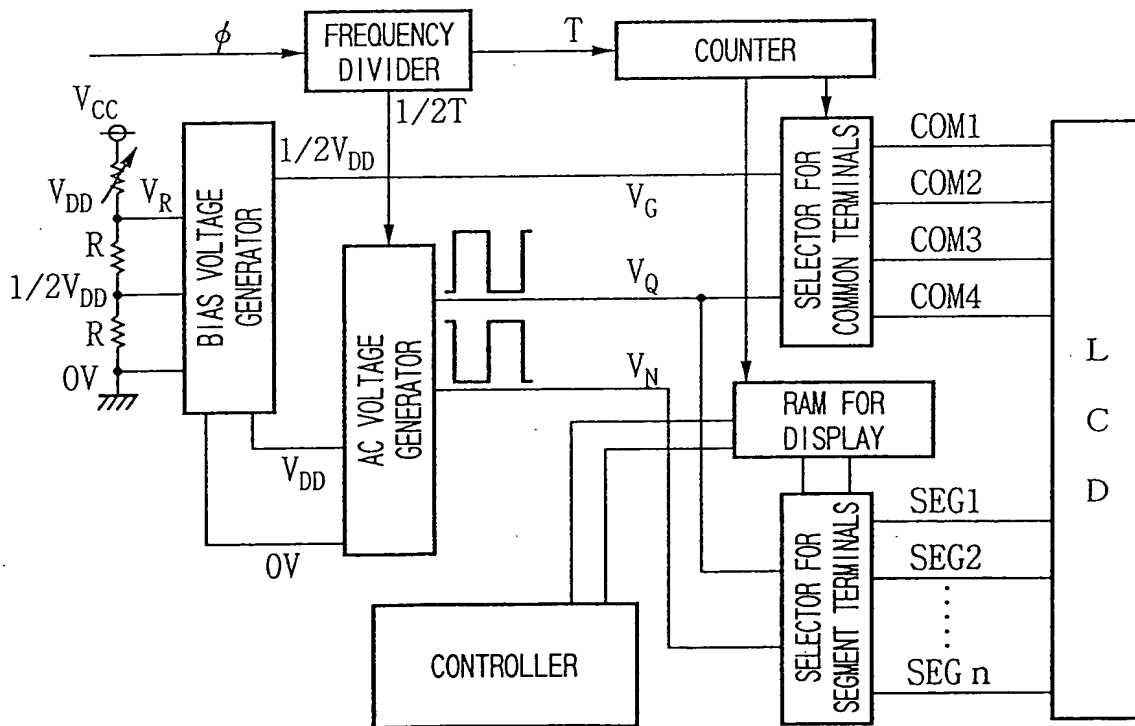 ϕ
FREQUENCY
DIVIDER
T
COUNTER
1/2T
V_CC
V_DD
V_R
R
1/2V_DD
R
0V
BIAS VOLTAGE
GENERATOR
1/2V_DD
V_G
V_Q
V_N
AC VOLTAGE
GENERATOR
V_DD
0V
SELECTOR FOR
COMMON TERMINALS
COM1
COM2
COM3
COM4
RAM FOR
DISPLAY
SELECTOR FOR
SEGMENT TERMINALS
SEG1
SEG2
SEG n
CONTROLLER
L
C
D